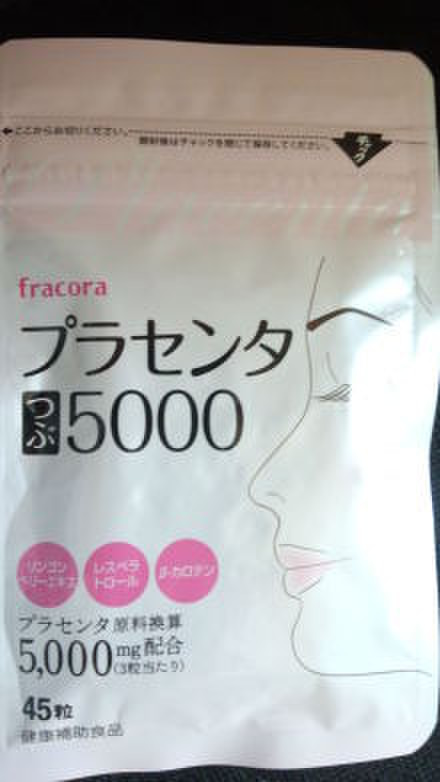 ここからお切りください。
開封後はチャックを閉じて保存してください。
チャック
fracora
プラセンタ
つぶ5000
リンゴン
ベリーエキス
レスベラ
トロール
β-カロテン
プラセンタ原料換算
5,000mg配合
(3粒当たり)
45粒
健康補助食品